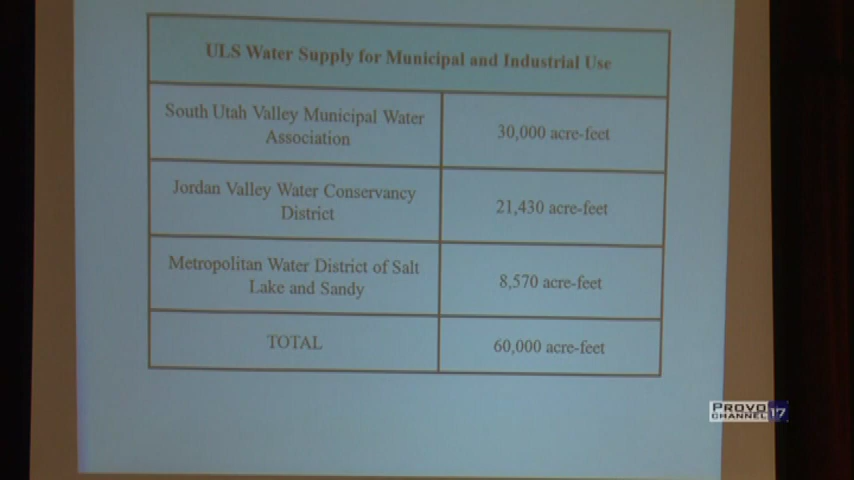 ULS Water Supply for Municipal and Industrial Use
South Utah Valley Municipal Water
Association
30,000 acre-feet
Jordan Valley Water Conservancy
District
21,430 acre-feet
Metropolitan Water District of Salt
Lake and Sandy
8,570 acre-feet
TOTAL
60,000 acre-feet
PROVO
CHANNEL 17